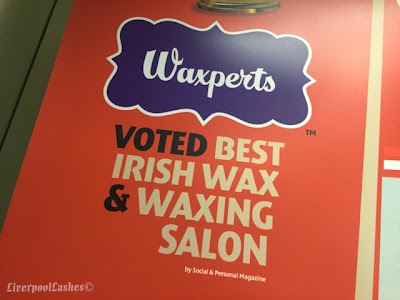 Waxperts
TM
VOTED BEST
IRISH WAX
& WAXING
SALON
by Social & Personal Magazine
LiverpoolLashes©